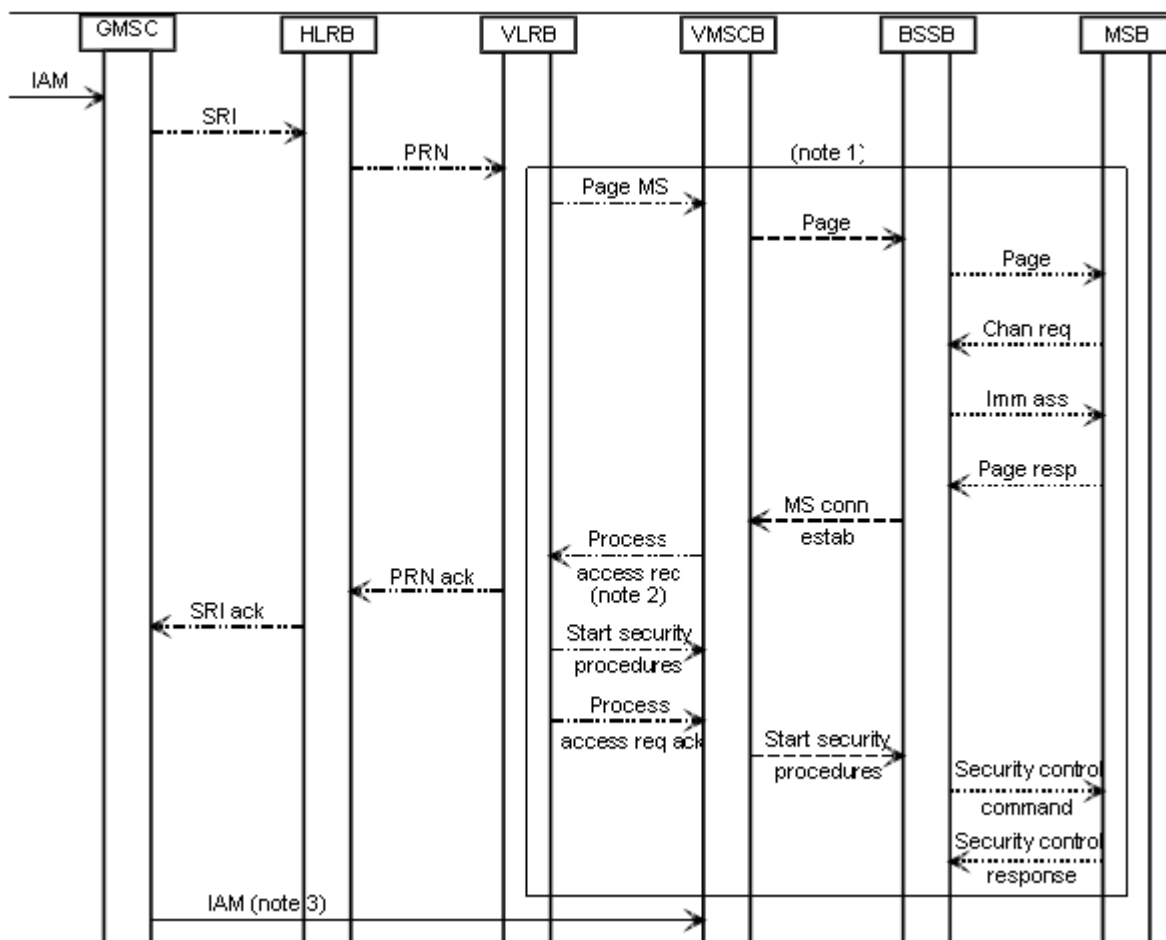 GMSC
HLRB
VLRB
VMSCB
BSSB
MSB
IAM
SRI
PRN
(note 1)
Page MS
Page
Page
Chan req
Imm ass
Page resp
MS conn
estab
Process
access rec
(note 2)
PRN ack
SRI ack
Start security
procedures
Process
access req ack
Start security
procedures
Security control
command
Security control
response
IAM (note 3)